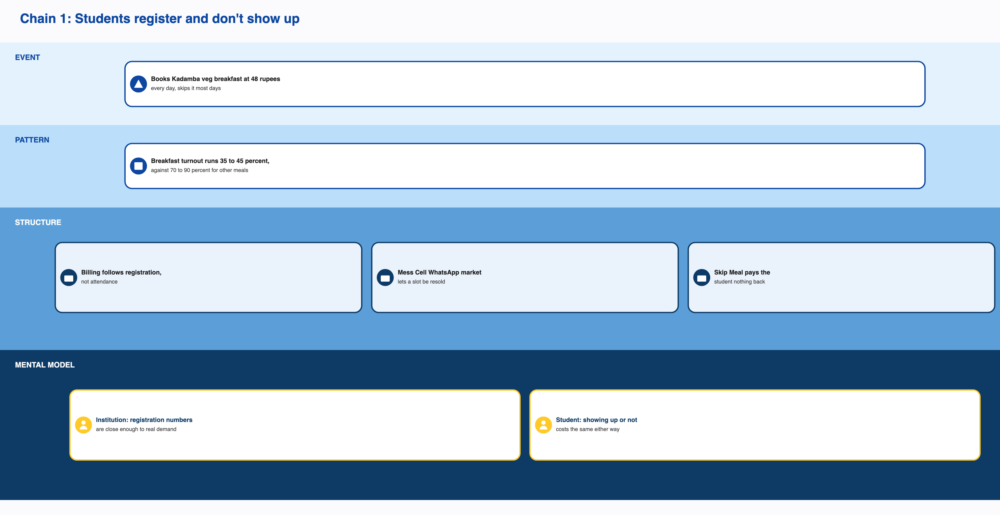 Chain 1: Students register and don't show up
EVENT
Books Kadamba veg breakfast at 48 rupees
every day, skips it most days
PATTERN
Breakfast turnout runs 35 to 45 percent,
against 70 to 90 percent for other meals
STRUCTURE
Billing follows registration,
not attendance
Mess Cell WhatsApp market
lets a slot be resold
Skip Meal pays the
student nothing back
MENTAL MODEL
Institution: registration numbers
are close enough to real demand
Student: showing up or not
costs the same either way